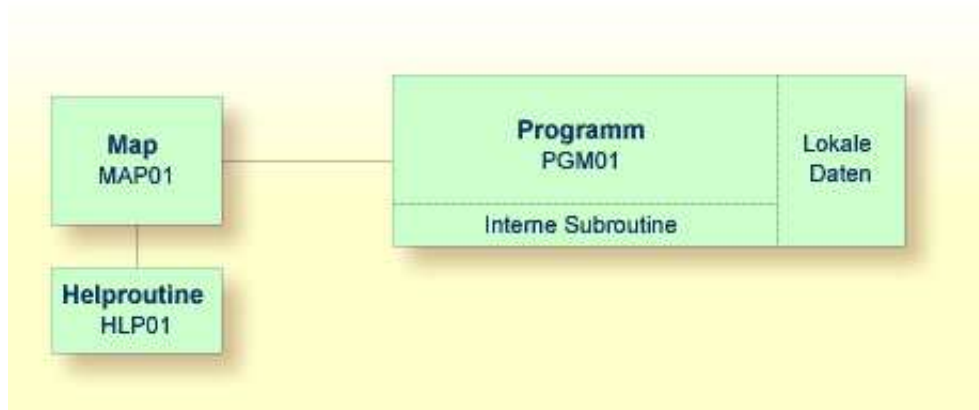 Map
MAP01
Programm
PGM01
Lokale
Daten
Interne Subroutine
Helproutine
HLP01